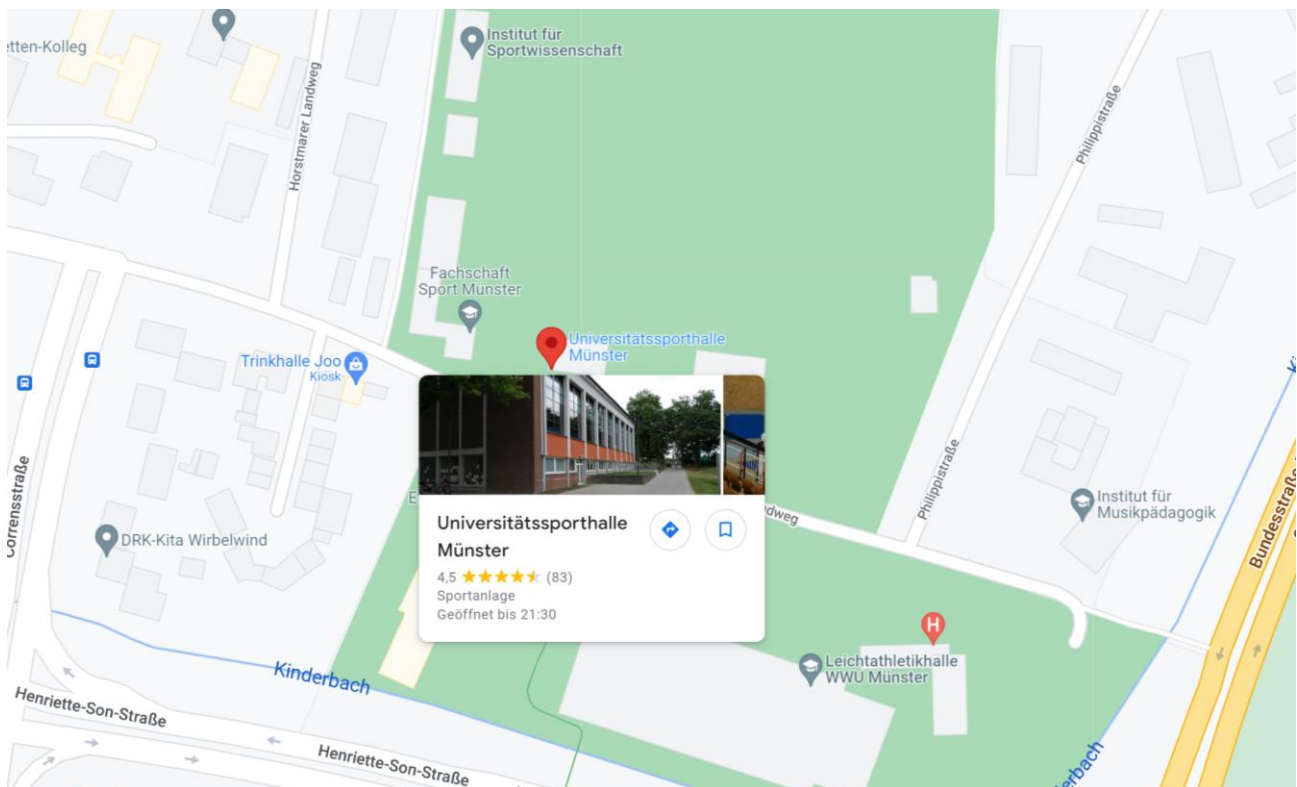 etten-Kolleg
Horstmarer Landweg
Institut für
Sportwissenschaft
Philippistraße
Fachschaft
Sport Münster
Universitätssporthalle
Münster
Trinkhalle Joo
Kiosk
Corrensstraße
DRK-Kita Wirbelwind
E
Universitätssporthalle
Münster
4,5 (83)
Sportanlage
Geöffnet bis 21:30
dweg
Philippistraße
Institut für
Musikpädagogik
Bundesstraße
H
Leichtathletikhalle
WWU Münster
Kinderbach
Henriette-Son-Straße
Henriette-Son-Straße
erbach